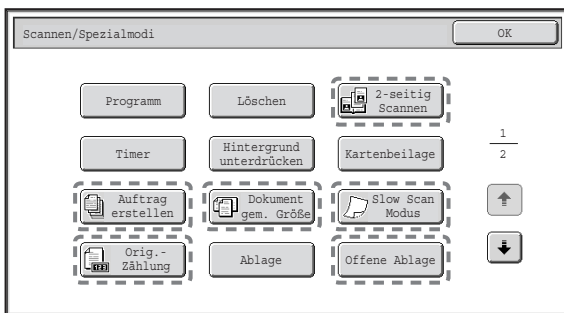 Scannen/Spezialmodi
OK
Programm
Löschen
2-seitig
Scannen
Timer
Hintergrund
unterdrücken
Kartenbeilage
1
2
Auftrag
erstellen
Dokument
gem. Größe
Slow Scan
Modus
Orig.-
Zählung
123
Ablage
Offene Ablage